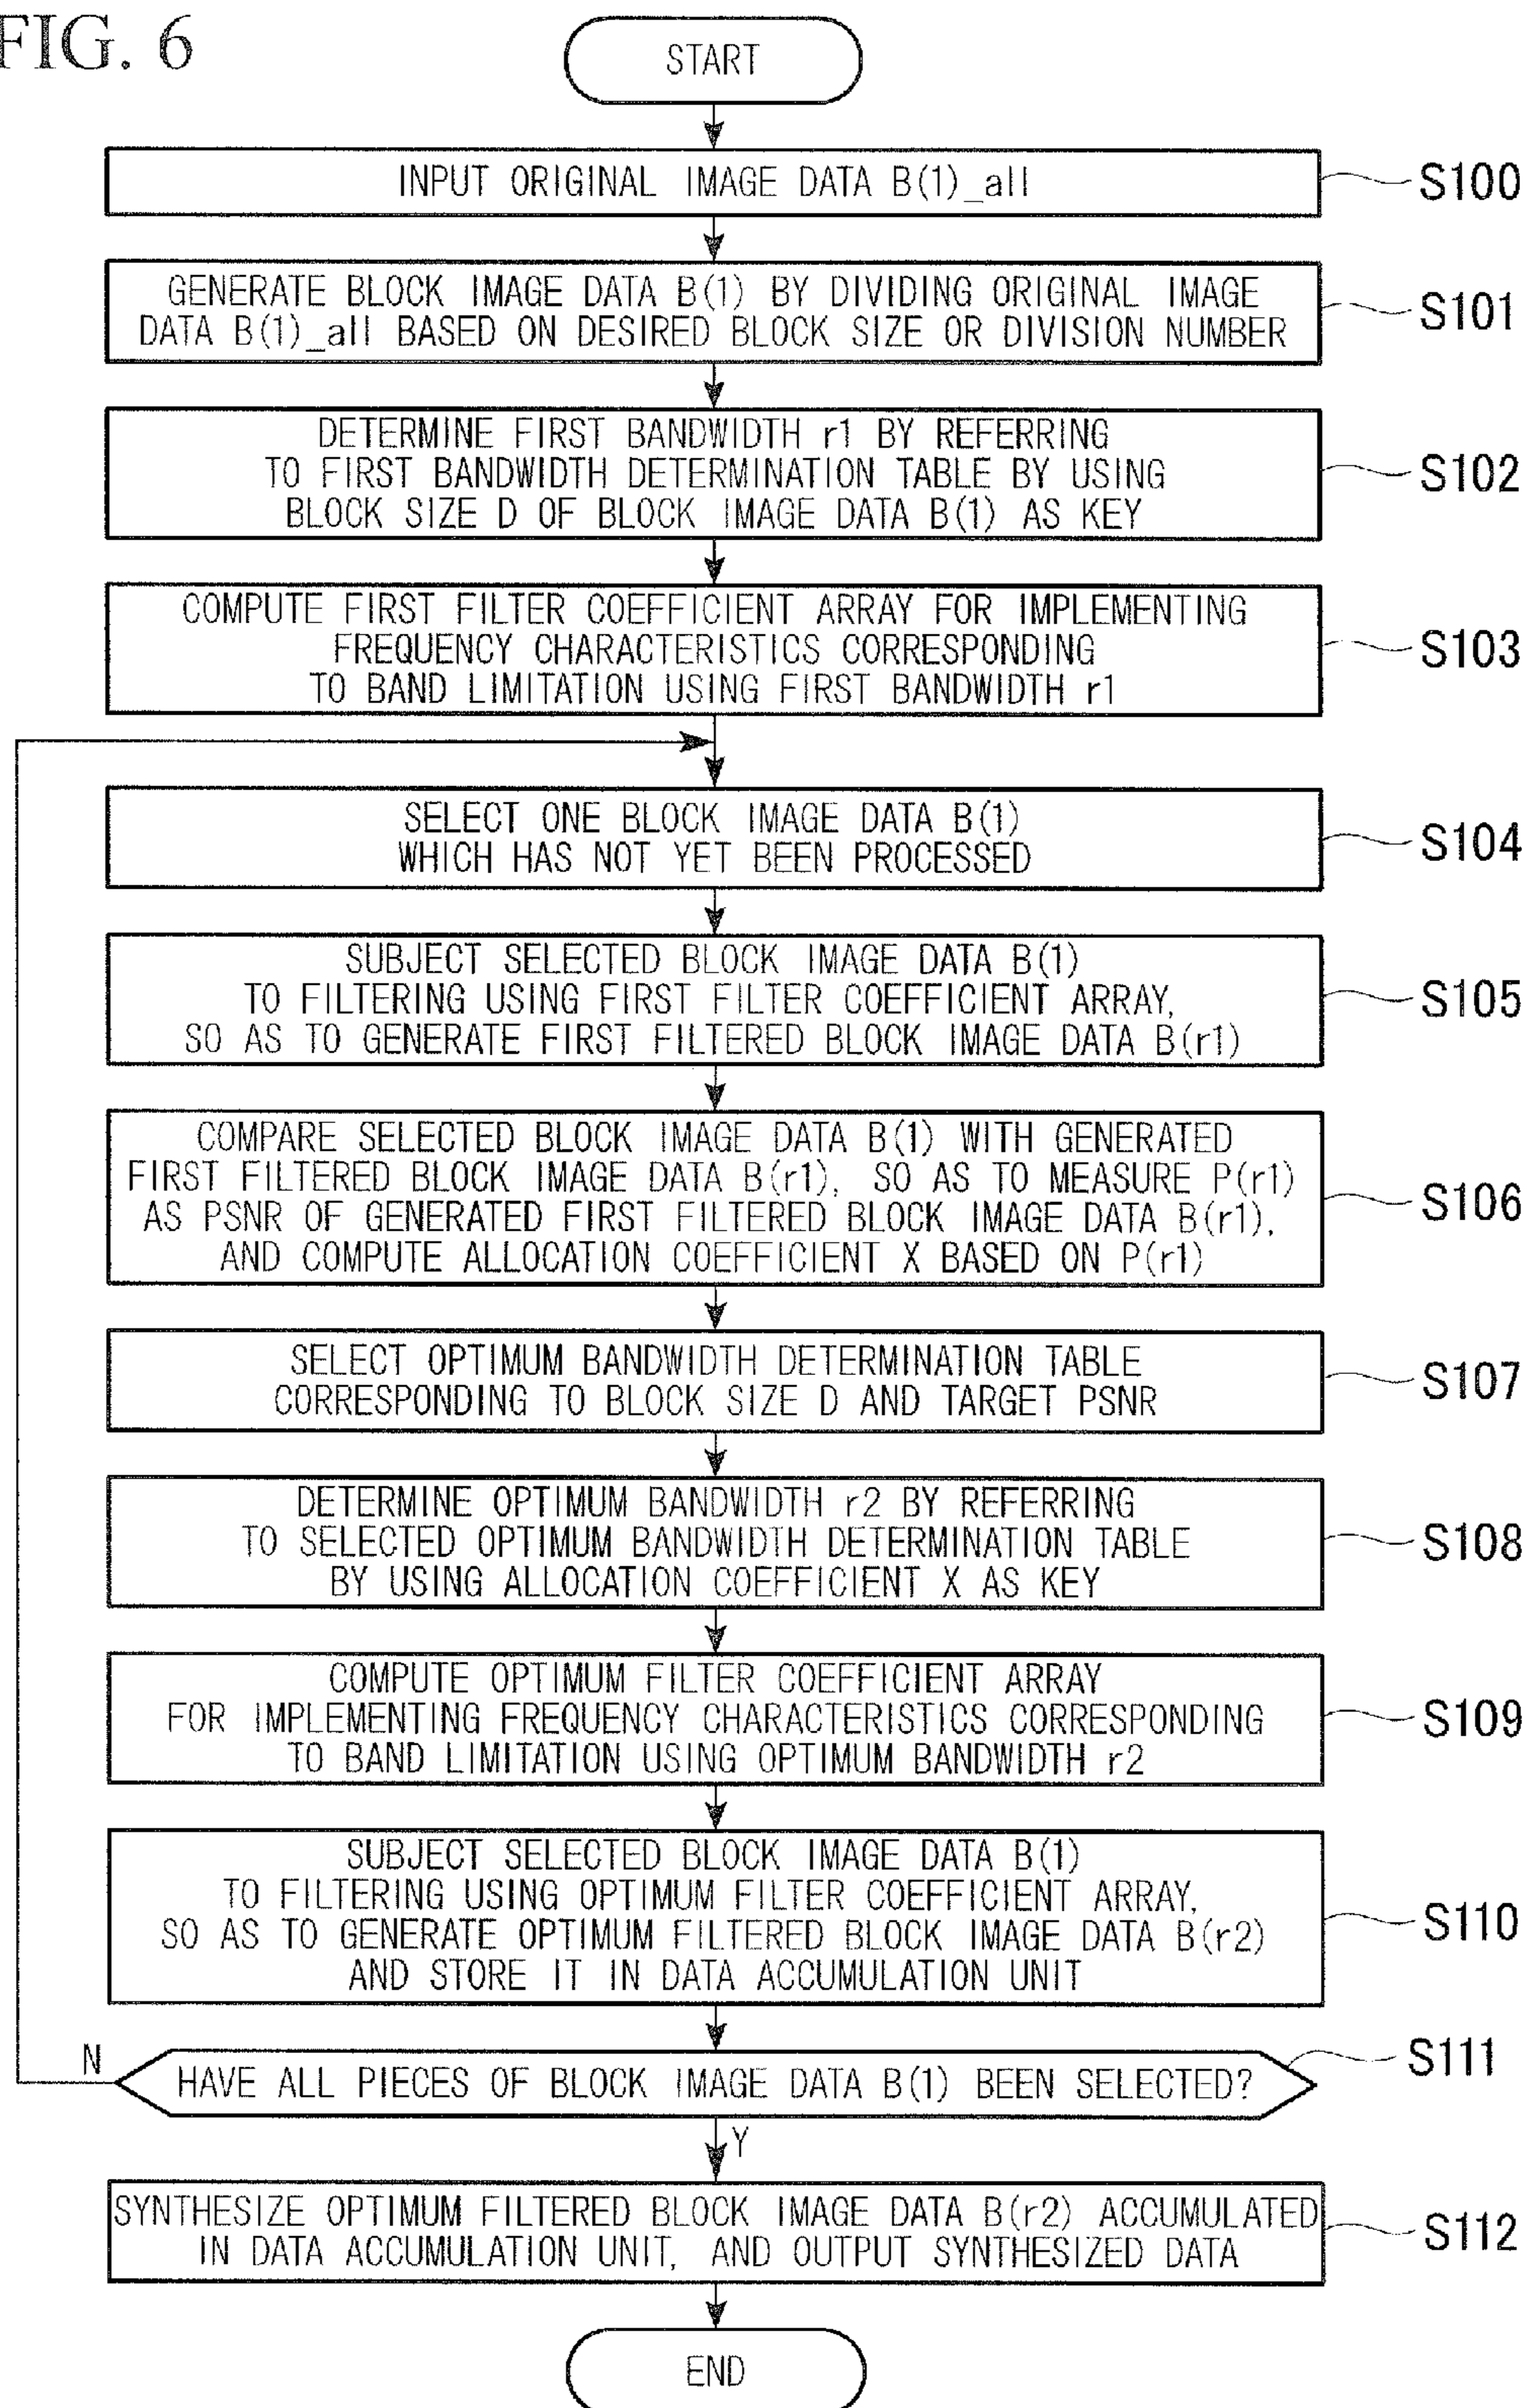 FIG. 6
START
INPUT ORIGINAL IMAGE DATA B(1)_all
S100
GENERATE BLOCK IMAGE DATA B(1) BY DIVIDING ORIGINAL IMAGE
DATA B(1)_all BASED ON DESIRED BLOCK SIZE OR DIVISION NUMBER
S101
DETERMINE FIRST BANDWIDTH r1 BY REFERRING
TO FIRST BANDWIDTH DETERMINATION TABLE BY USING
BLOCK SIZE D OF BLOCK IMAGE DATA B(1) AS KEY
S102
COMPUTE FIRST FILTER COEFFICIENT ARRAY FOR IMPLEMENTING
FREQUENCY CHARACTERISTICS CORRESPONDING
TO BAND LIMITATION USING FIRST BANDWIDTH r1
S103
SELECT ONE BLOCK IMAGE DATA B(1)
WHICH HAS NOT YET BEEN PROCESSED
S104
SUBJECT SELECTED BLOCK IMAGE DATA B(1)
TO FILTERING USING FIRST FILTER COEFFICIENT ARRAY,
SO AS TO GENERATE FIRST FILTERED BLOCK IMAGE DATA B(r1)
S105
COMPARE SELECTED BLOCK IMAGE DATA B(1) WITH GENERATED
FIRST FILTERED BLOCK IMAGE DATA B(r1), SO AS TO MEASURE P(r1)
AS PSNR OF GENERATED FIRST FILTERED BLOCK IMAGE DATA B(r1),
AND COMPUTE ALLOCATION COEFFICIENT X BASED ON P(r1)
S106
SELECT OPTIMUM BANDWIDTH DETERMINATION TABLE
CORRESPONDING TO BLOCK SIZE D AND TARGET PSNR
S107
DETERMINE OPTIMUM BANDWIDTH r2 BY REFERRING
TO SELECTED OPTIMUM BANDWIDTH DETERMINATION TABLE
BY USING ALLOCATION COEFFICIENT X AS KEY
S108
COMPUTE OPTIMUM FILTER COEFFICIENT ARRAY
FOR IMPLEMENTING FREQUENCY CHARACTERISTICS CORRESPONDING
TO BAND LIMITATION USING OPTIMUM BANDWIDTH r2
S109
SUBJECT SELECTED BLOCK IMAGE DATA B(1)
TO FILTERING USING OPTIMUM FILTER COEFFICIENT ARRAY,
SO AS TO GENERATE OPTIMUM FILTERED BLOCK IMAGE DATA B(r2)
AND STORE IT IN DATA ACCUMULATION UNIT
S110
N
HAVE ALL PIECES OF BLOCK IMAGE DATA B(1) BEEN SELECTED?
S111
Y
SYNTHESIZE OPTIMUM FILTERED BLOCK IMAGE DATA B(r2) ACCUMULATED
IN DATA ACCUMULATION UNIT, AND OUTPUT SYNTHESIZED DATA
S112
END